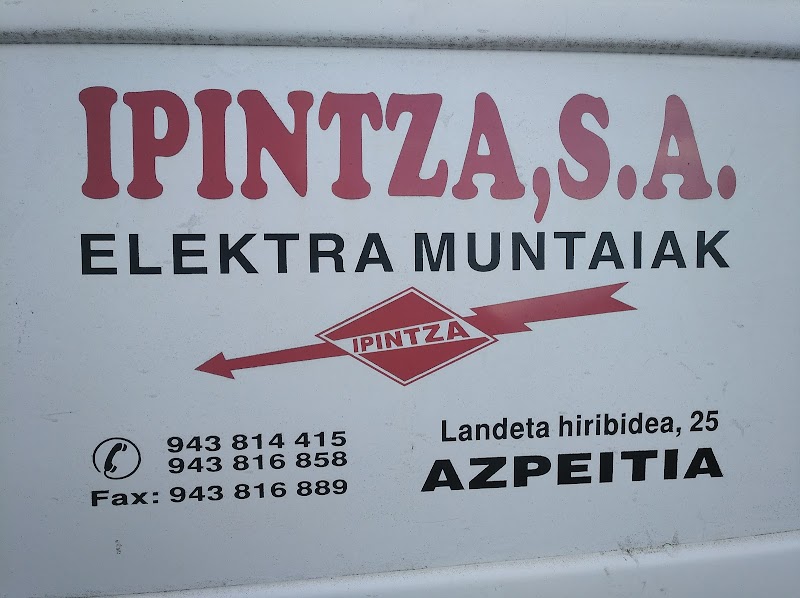 IPINTZA,S.A.
ELEKTRA MUNTAIAK
IPINTZA
943 814 415
943 816 858
Fax: 943 816 889
Landeta hiribidea, 25
AZPEITIA